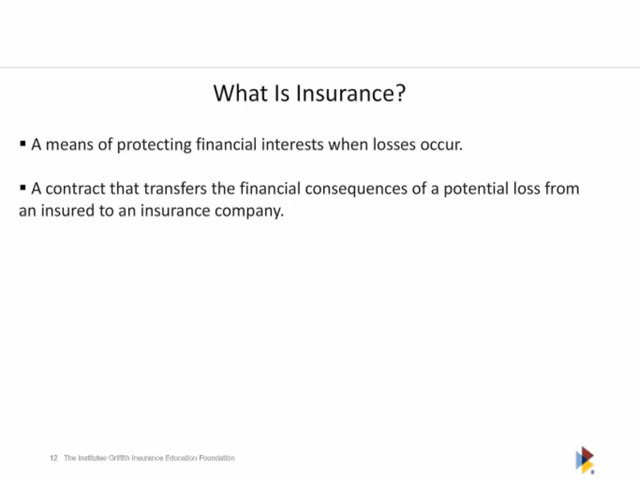 What Is Insurance?
▪ A means of protecting financial interests when losses occur.
▪ A contract that transfers the financial consequences of a potential loss from
an insured to an insurance company.
12 The Institutes Griffith Insurance Education Foundation